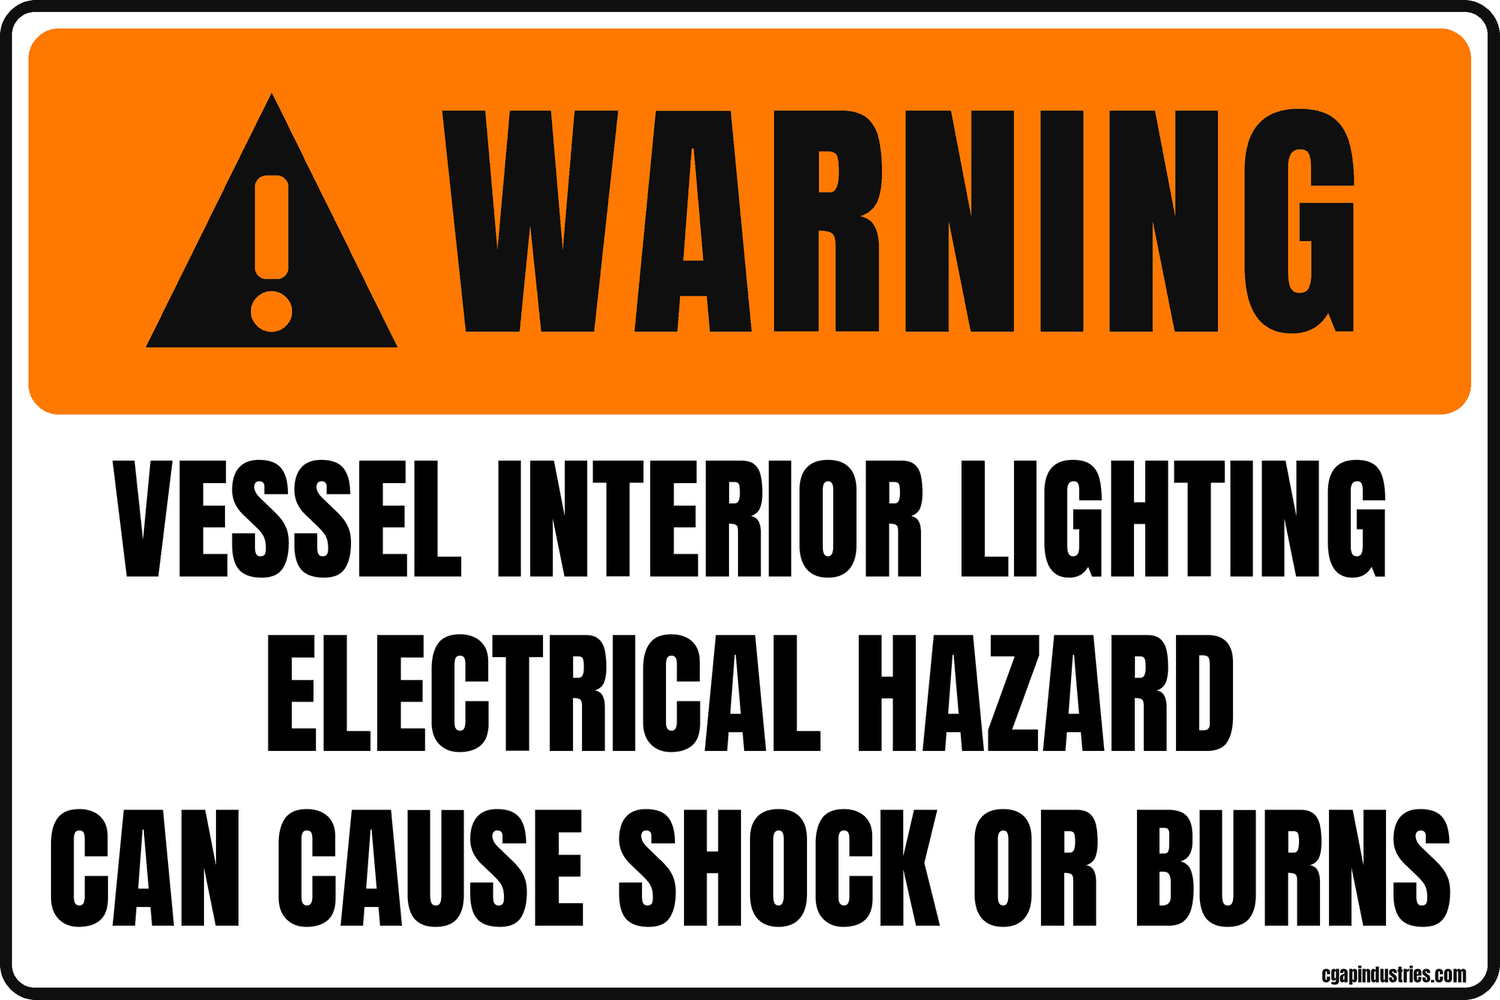 WARNING
VESSEL INTERIOR LIGHTING
ELECTRICAL HAZARD
CAN CAUSE SHOCK OR BURNS
cgapindustries.com